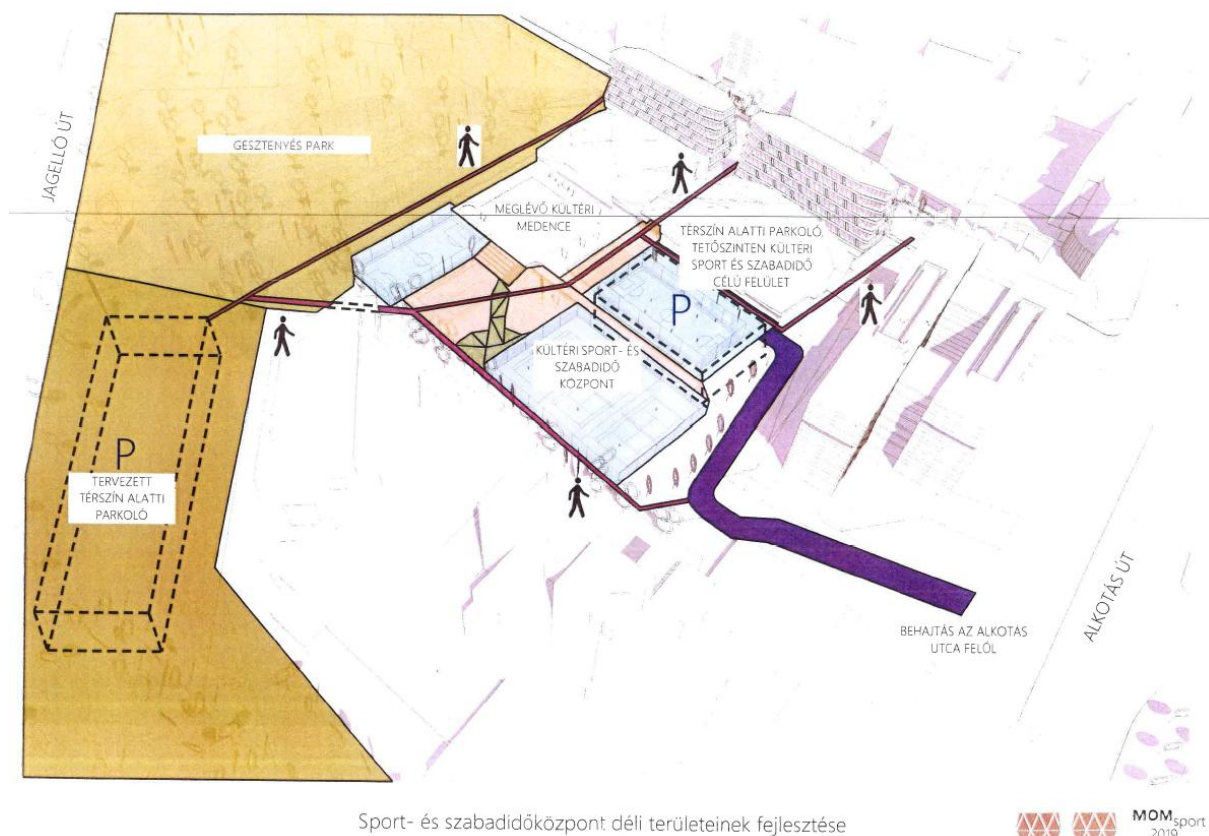 JAGELLÓ ÚT
GESZTENYÉS PARK
MEGLÉVŐ KÜLTÉRI
MEDENCE
TÉRSZÍN ALATTI PARKOLÓ,
TETŐSZINTEN KÜLTÉRI
SPORT ÉS SZABADIDŐ
CÉLÚ FELÜLET
P
KÜLTÉRI SPORT- ÉS
SZABADIDŐ
KÖZPONT
P
TERVEZETT
TÉRSZÍN ALATTI
PARKOLÓ
BEHAJTÁS AZ ALKOTÁS
UTCA FELŐL
ALKOTÁS ÚT
Sport- és szabadidőközpont déli területeinek fejlesztése
MOMsport
2019